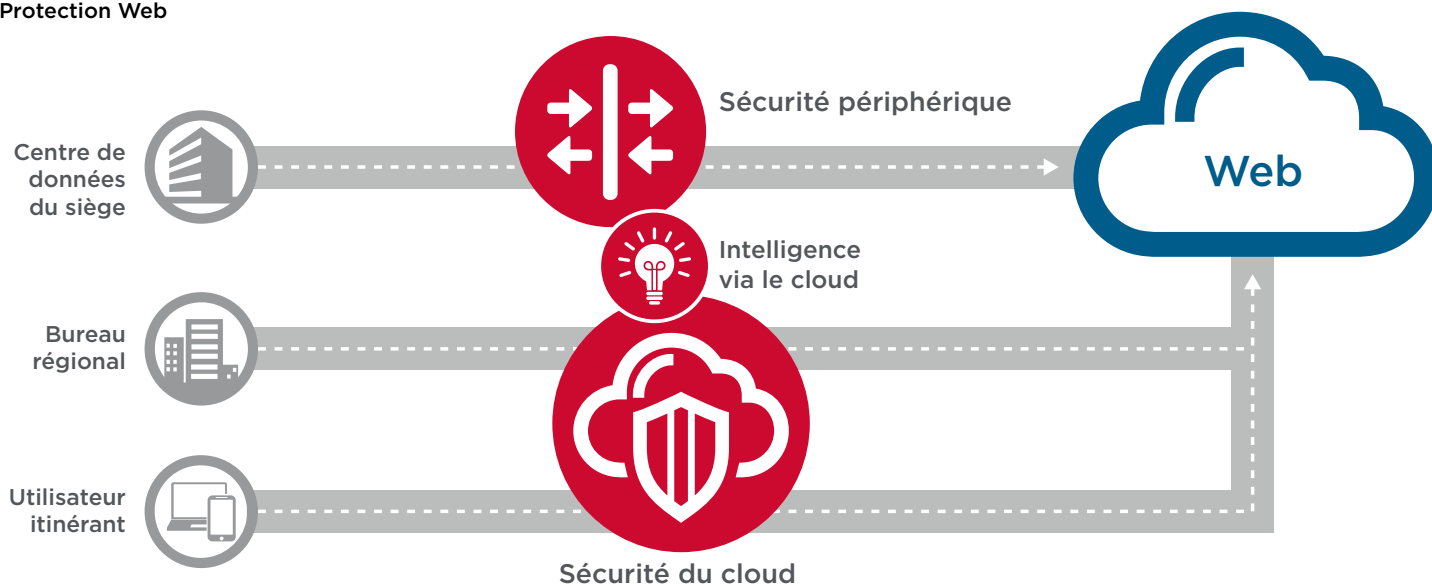 Protection Web
Sécurité périphérique
Centre de
données
du siège
Web
Intelligence
via le cloud
Bureau
régional
Utilisateur
itinérant
Sécurité du cloud